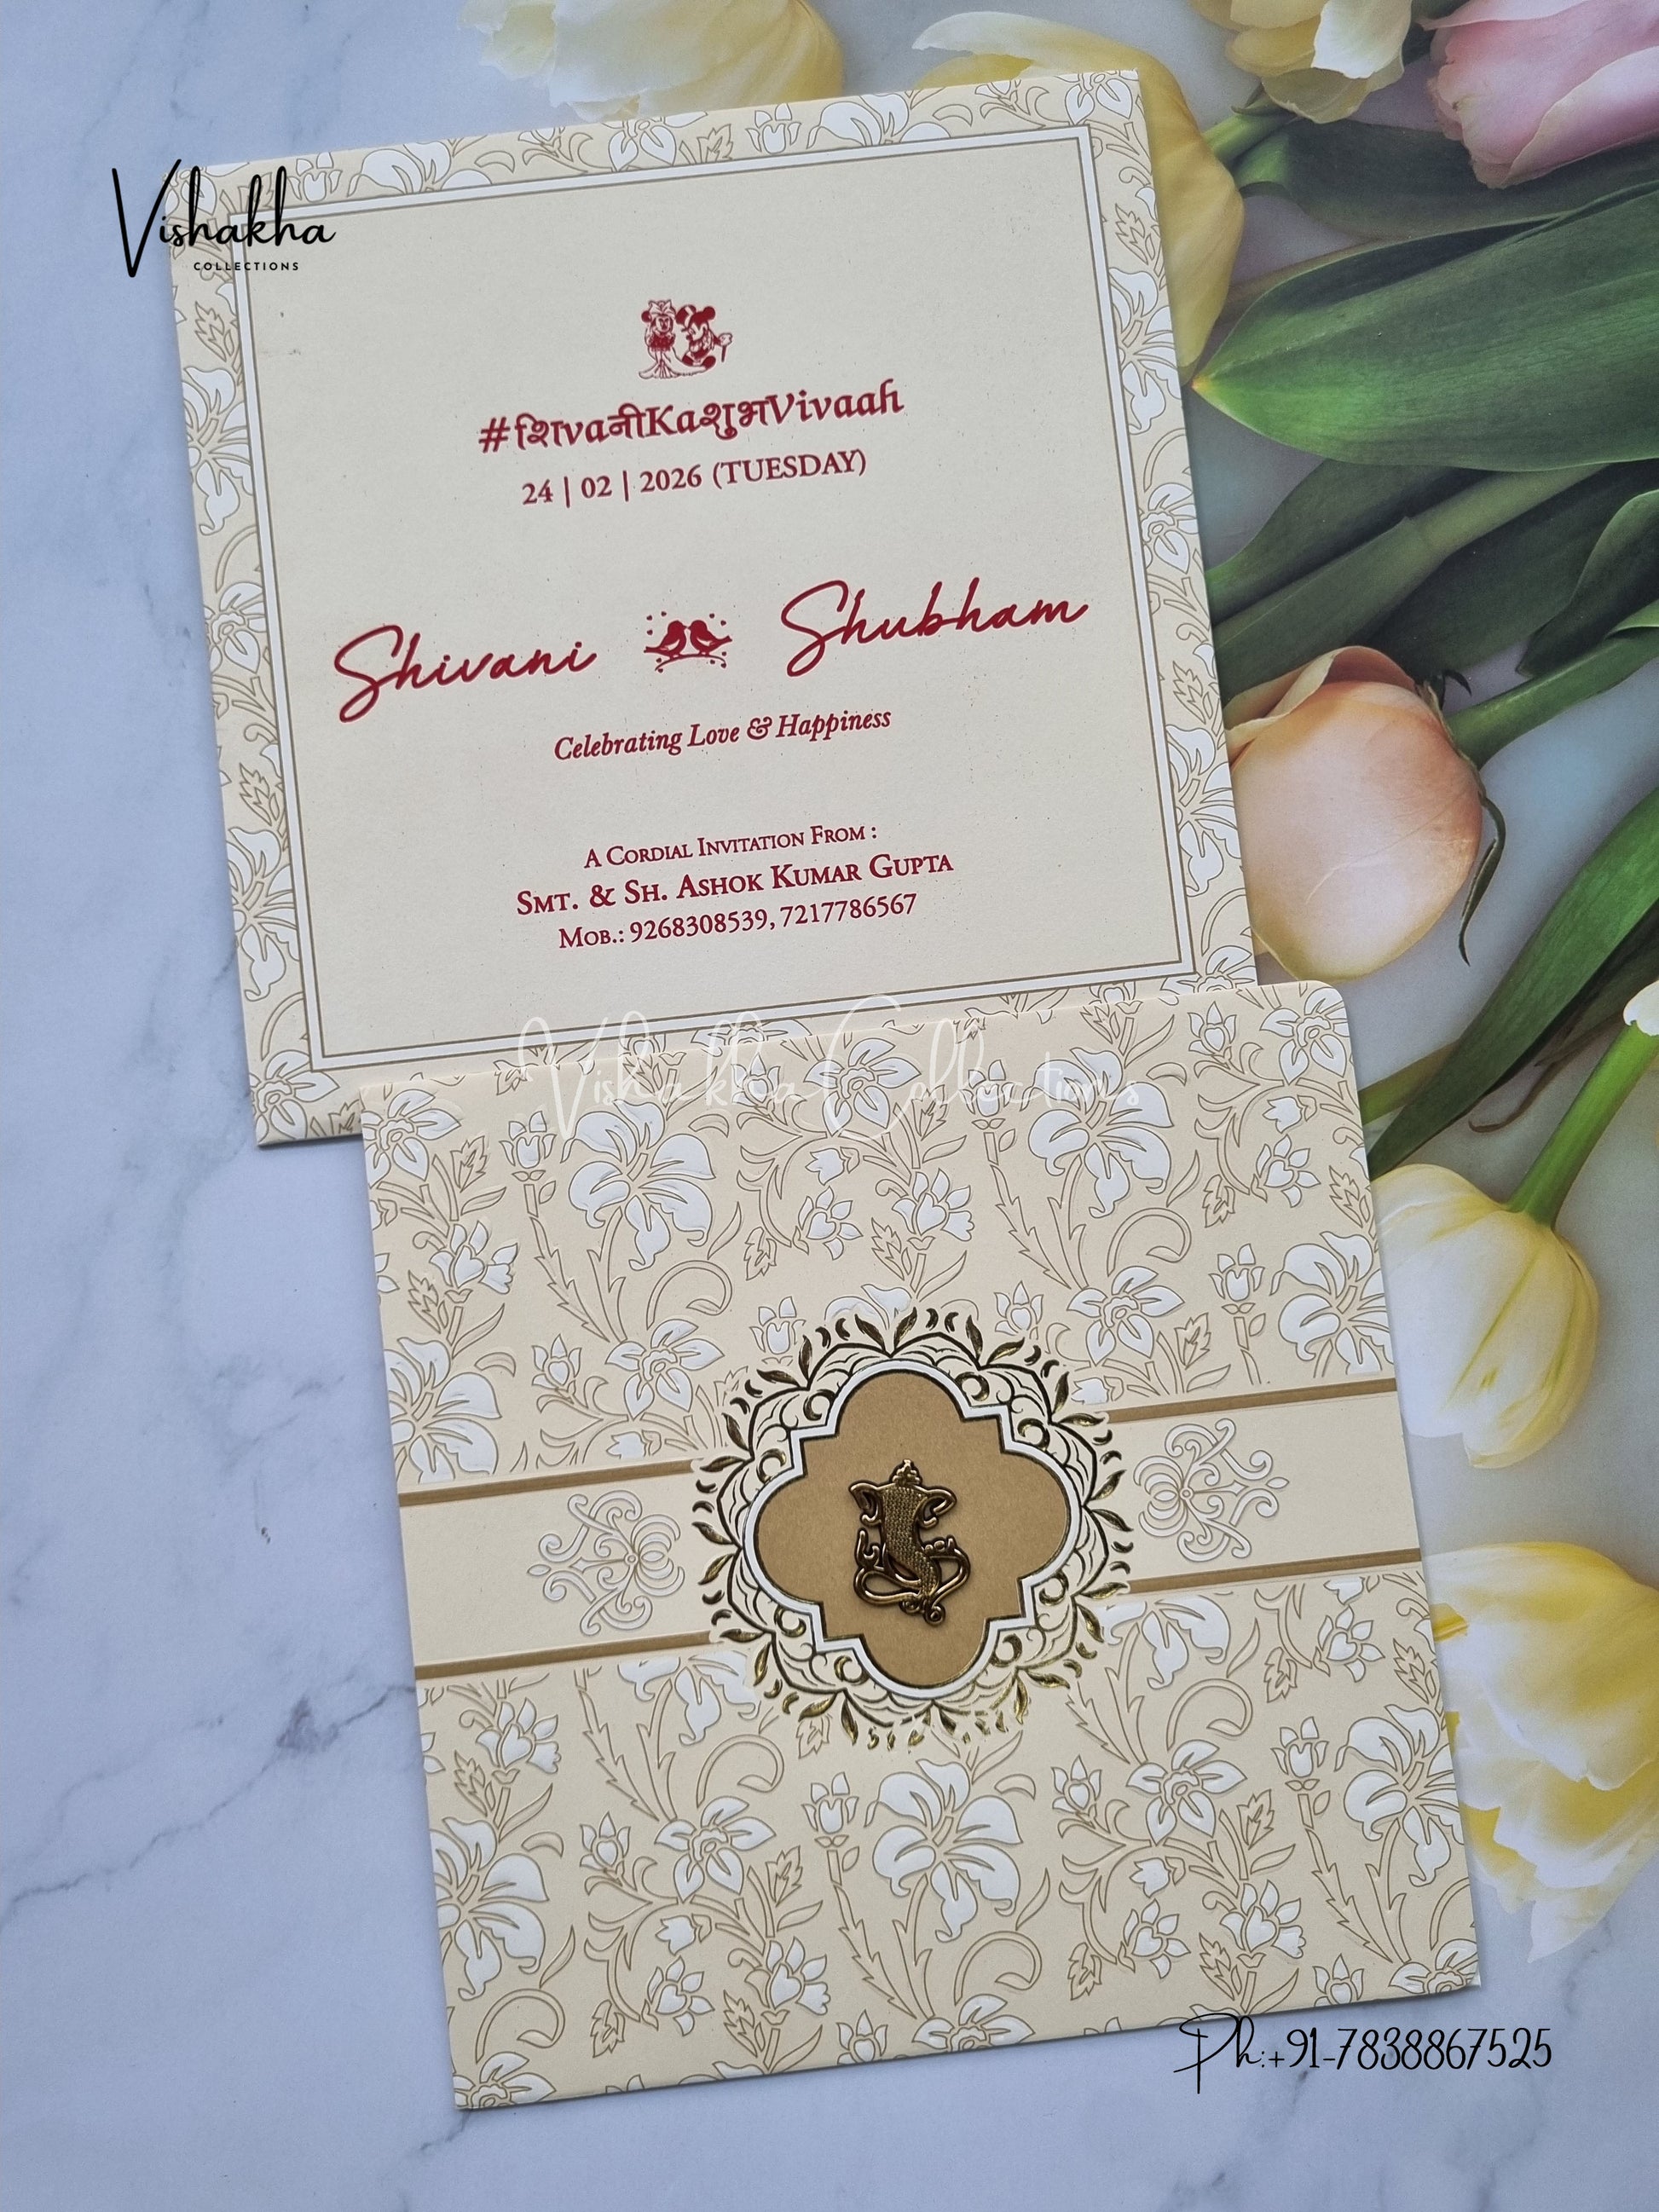 Vishakha
COLLECTIONS
#शिvaनीKaशुभVivaah
24 | 02 | 2026 (TUESDAY)
Shivani Shubham
Celebrating Love & Happiness
A CORDIAL INVITATION FROM :
SMT. & SH. ASHOK KUMAR GUPTA
MOB.: 9268308539, 7217786567
Vishakha Collections
Ph:+91-7838867525